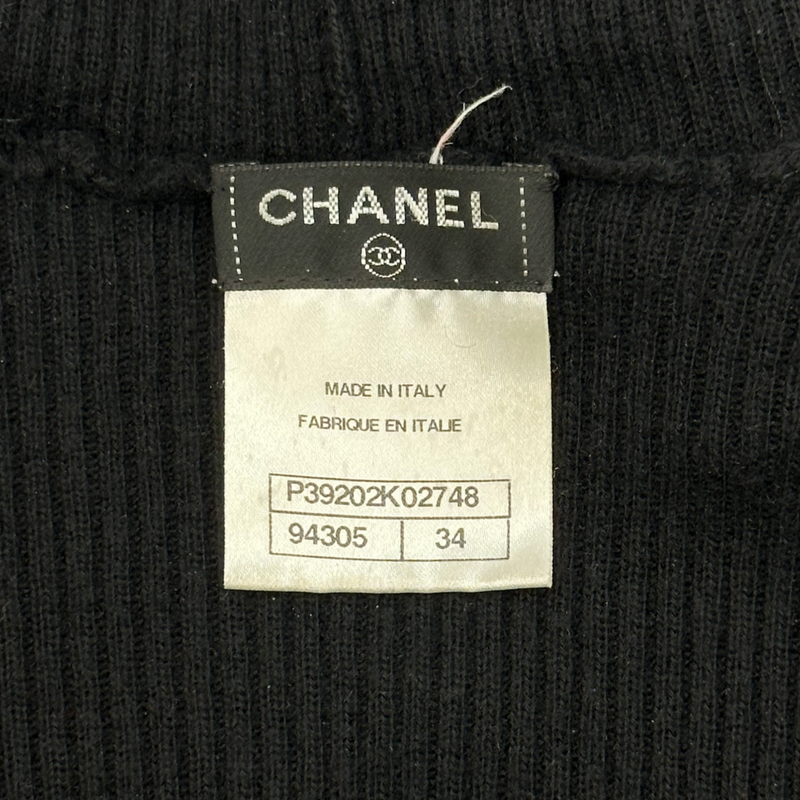 CHANEL
MADE IN ITALY
FABRIQUE EN ITALIE
P39202K02748
94305 34